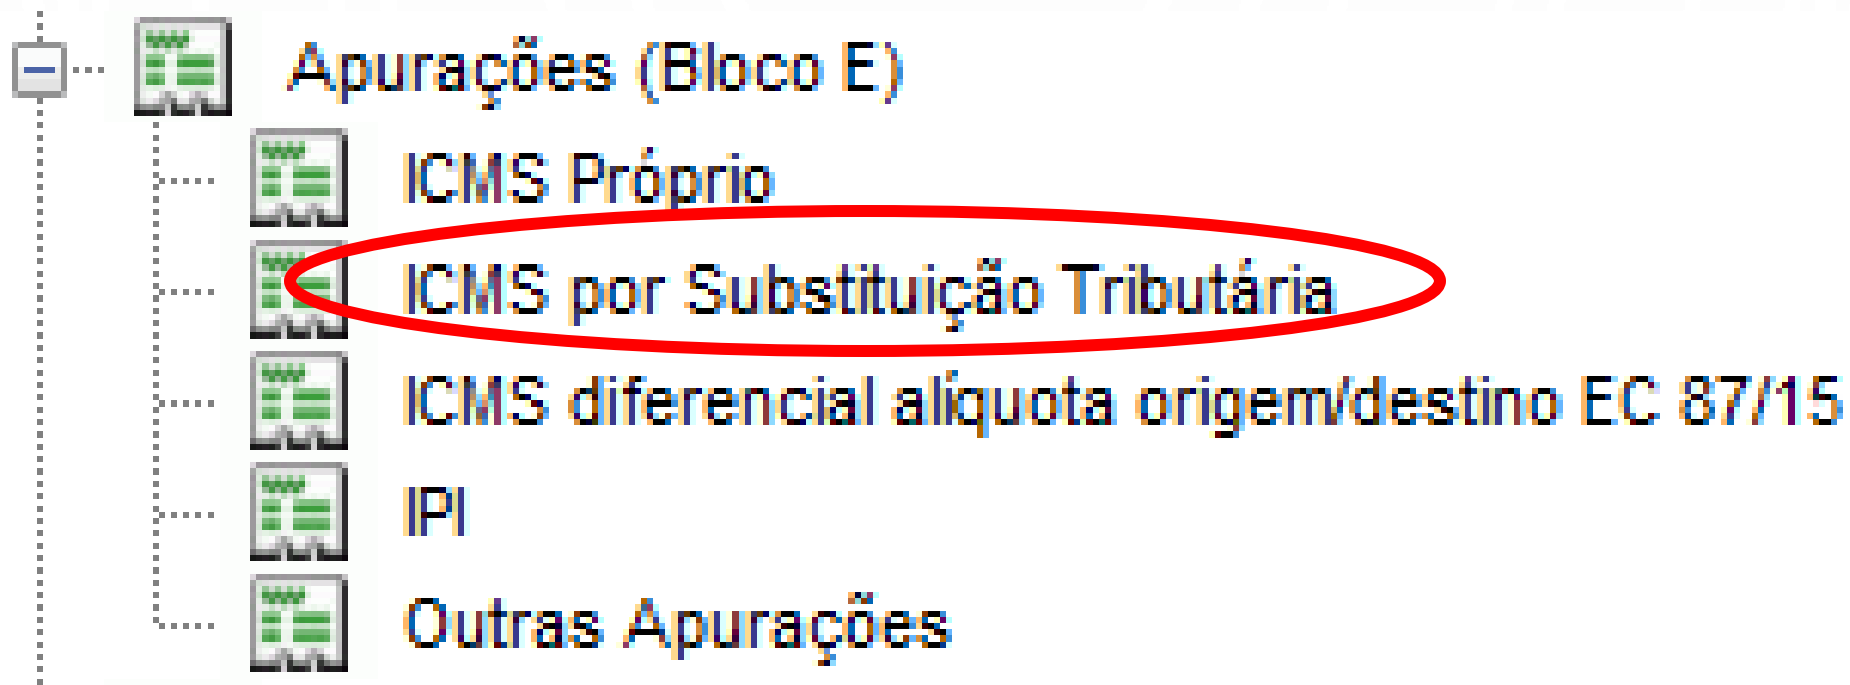 Apurações (Bloco E)
ICMS Próprio
ICMS por Substituição Tributária
ICMS diferencial alíquota origem/destino EC 87/15
IPI
Outras Apurações